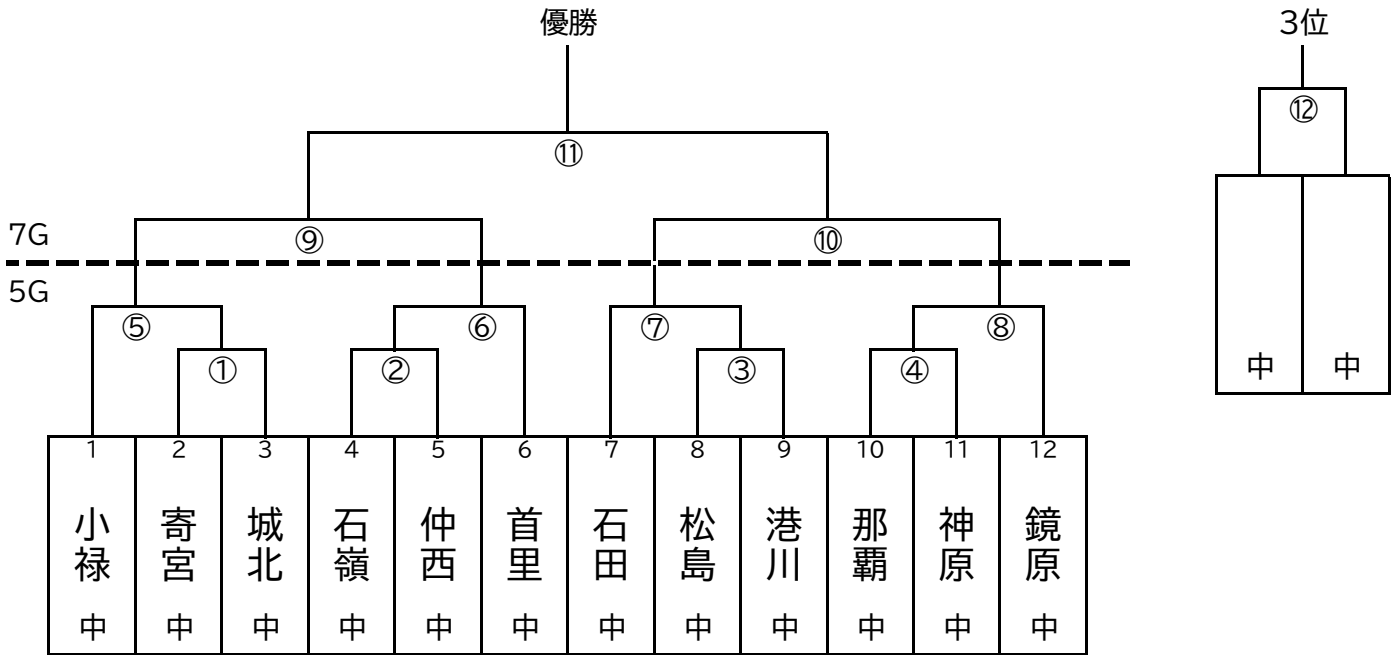 優勝
3位
⑫
⑪
7G
⑨
⑩
5G
⑤
⑥
⑦
⑧
①
②
③
④
中
中
1
2
3
4
5
6
7
8
9
10
11
12
小禄中
寄宮中
城北中
石嶺中
仲西中
首里中
石田中
松島中
港川中
那覇中
神原中
鏡原中